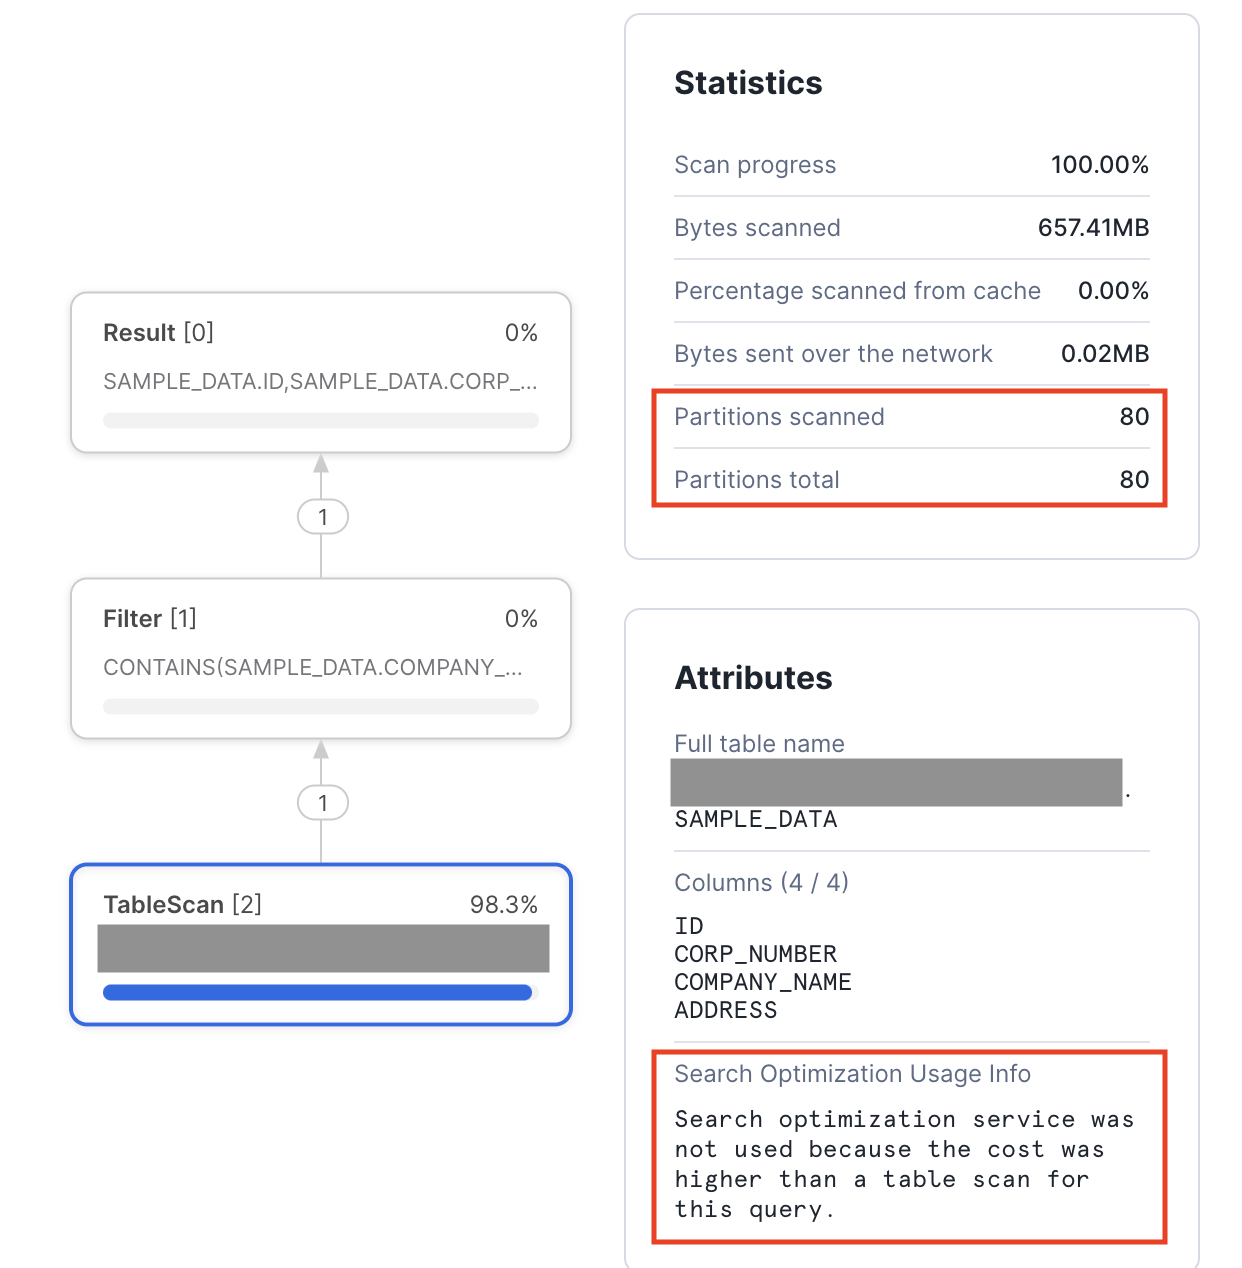 Result [0] 0%
SAMPLE_DATA.ID,SAMPLE_DATA.CORP_...
1
Filter [1] 0%
CONTAINS(SAMPLE_DATA.COMPANY_...
1
TableScan [2] 98.3%
Statistics
Scan progress 100.00%
Bytes scanned 657.41MB
Percentage scanned from cache 0.00%
Bytes sent over the network 0.02MB
Partitions scanned 80
Partitions total 80
Attributes
Full table name
.
SAMPLE_DATA
Columns (4 / 4)
ID
CORP_NUMBER
COMPANY_NAME
ADDRESS
Search Optimization Usage Info
Search optimization service was
not used because the cost was
higher than a table scan for
this query.